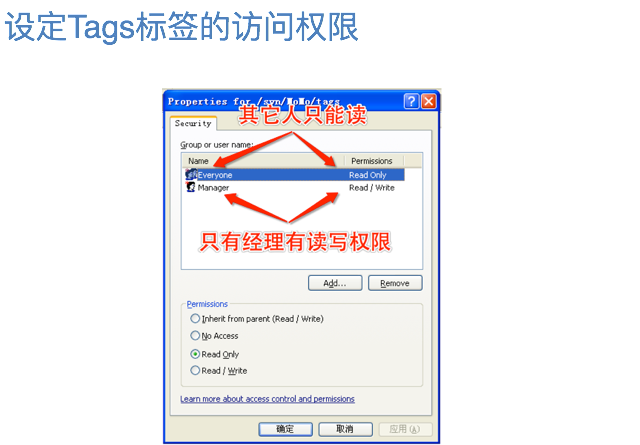 设定Tags标签的访问权限
Properties for /svn/MoMo/tags
Security
其它人只能读
Group or user name:
Name Permissions
Everyone Read Only
Manager Read / Write
只有经理有读写权限
Add... Remove
Permissions
Inherit from parent (Read / Write)
No Access
Read Only
Read / Write
Learn more about access control and permissions
确定 取消 应用(A)